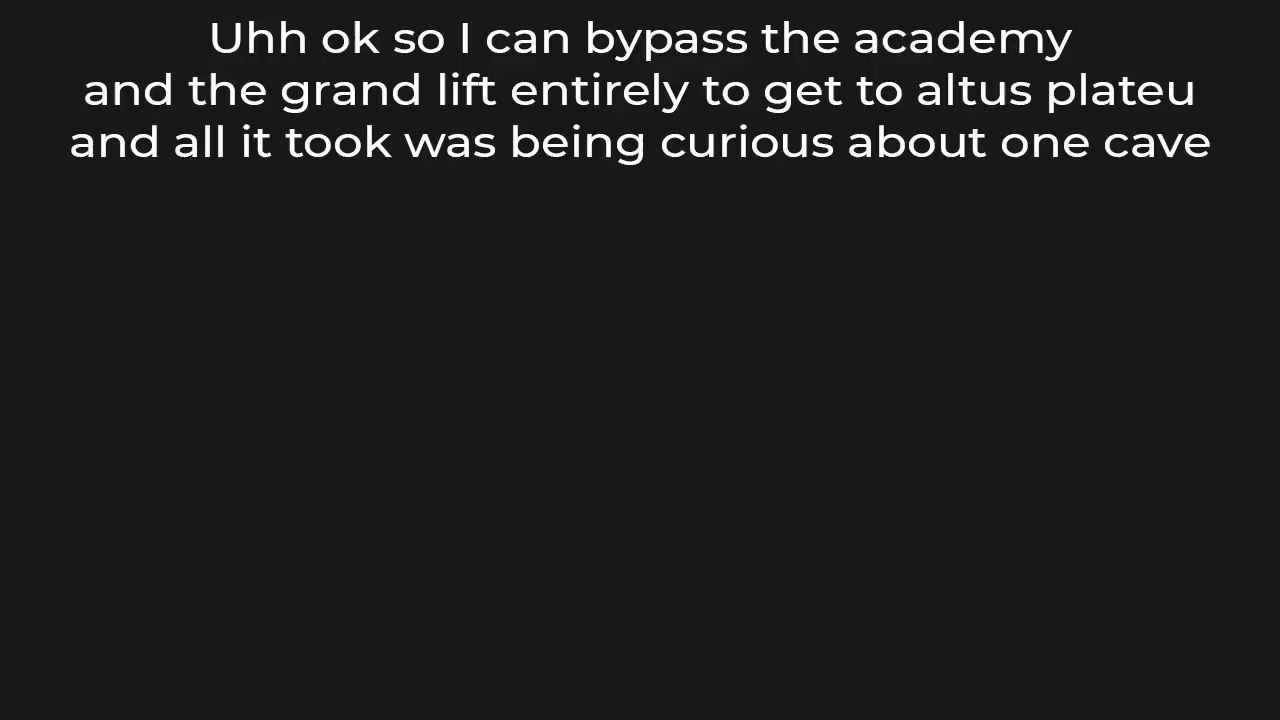 Uhh ok so I can bypass the academy
and the grand lift entirely to get to altus plateu
and all it took was being curious about one cave